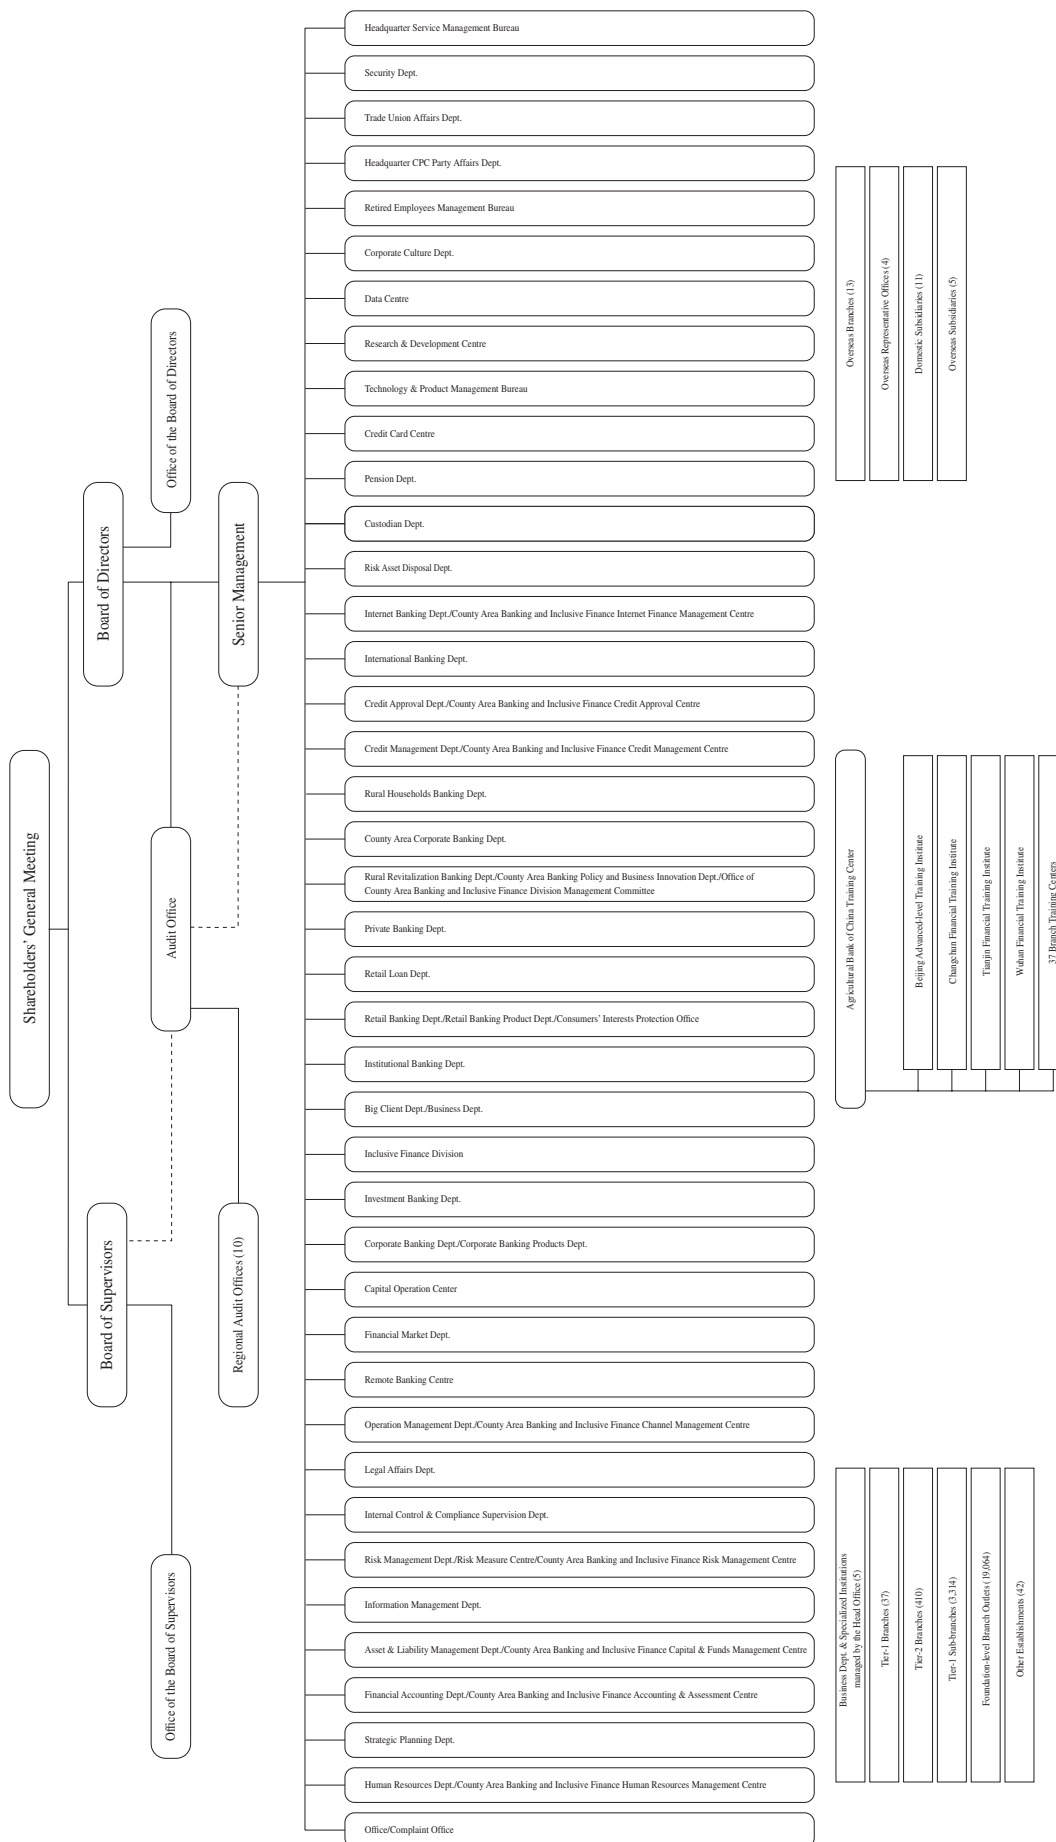 Shareholders’ General Meeting
Board of Directors
Board of Supervisors
Office of the Board of Directors
Audit Office
Office of the Board of Supervisors
Senior Management
Regional Audit Offices (10)
Headquarter Service Management Bureau
Security Dept.
Trade Union Affairs Dept.
Headquarter CPC Party Affairs Dept.
Retired Employees Management Bureau
Corporate Culture Dept.
Data Centre
Research & Development Centre
Technology & Product Management Bureau
Credit Card Centre
Pension Dept.
Custodian Dept.
Risk Asset Disposal Dept.
Internet Banking Dept./County Area Banking and Inclusive Finance Internet Finance Management Centre
International Banking Dept.
Credit Approval Dept./County Area Banking and Inclusive Finance Credit Approval Centre
Credit Management Dept./County Area Banking and Inclusive Finance Credit Management Centre
Rural Households Banking Dept.
County Area Corporate Banking Dept.
Rural Revitalization Banking Dept./County Area Banking Policy and Business Innovation Dept./Office of
County Area Banking and Inclusive Finance Division Management Committee
Private Banking Dept.
Retail Loan Dept.
Retail Banking Dept./Retail Banking Product Dept./Consumers’ Interests Protection Office
Institutional Banking Dept.
Big Client Dept./Business Dept.
Inclusive Finance Division
Investment Banking Dept.
Corporate Banking Dept./Corporate Banking Products Dept.
Capital Operation Center
Financial Market Dept.
Remote Banking Centre
Operation Management Dept./County Area Banking and Inclusive Finance Channel Management Centre
Legal Affairs Dept.
Internal Control & Compliance Supervision Dept.
Risk Management Dept./Risk Measure Centre/County Area Banking and Inclusive Finance Risk Management Centre
Information Management Dept.
Asset & Liability Management Dept./County Area Banking and Inclusive Finance Capital & Funds Management Centre
Financial Accounting Dept./County Area Banking and Inclusive Finance Accounting & Assessment Centre
Strategic Planning Dept.
Human Resources Dept./County Area Banking and Inclusive Finance Human Resources Management Centre
Office/Complaint Office
Overseas Branches (13)
Overseas Representative Offices (4)
Domestic Subsidiaries (11)
Overseas Subsidiaries (5)
Agricultural Bank of China Training Center
Beijing Advanced-level Training Institute
Changchun Financial Training Institute
Tianjin Financial Training Institute
Wuhan Financial Training Institute
37 Branch Training Centers
Business Dept. & Specialized Institutions
managed by the Head Office (5)
Tier-1 Branches (37)
Tier-2 Branches (410)
Tier-1 Sub-branches (3,314)
Foundation-level Branch Outlets (19,064)
Other Establishments (42)